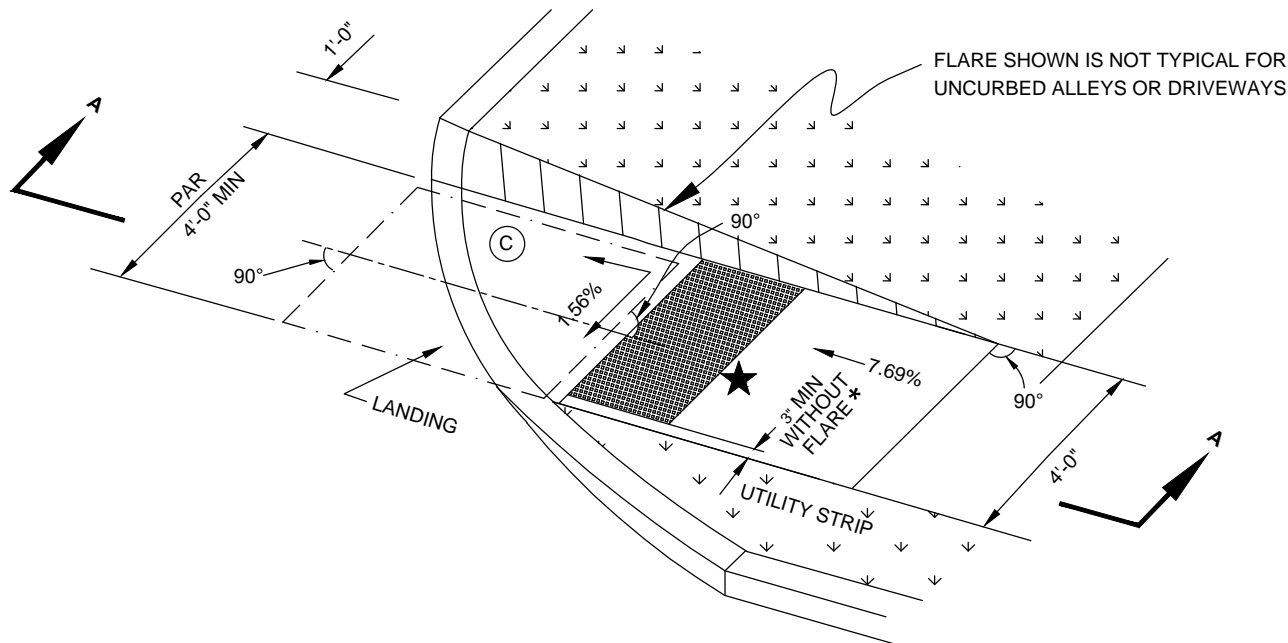 1'-0"
FLARE SHOWN IS NOT TYPICAL FOR
UNCURBED ALLEYS OR DRIVEWAYS
A
PAR
4'-0" MIN
90°
C
90°
1.56%
7.69%
3" MIN
WITHOUT
FLARE *
90°
LANDING
4'-0"
A
UTILITY STRIP